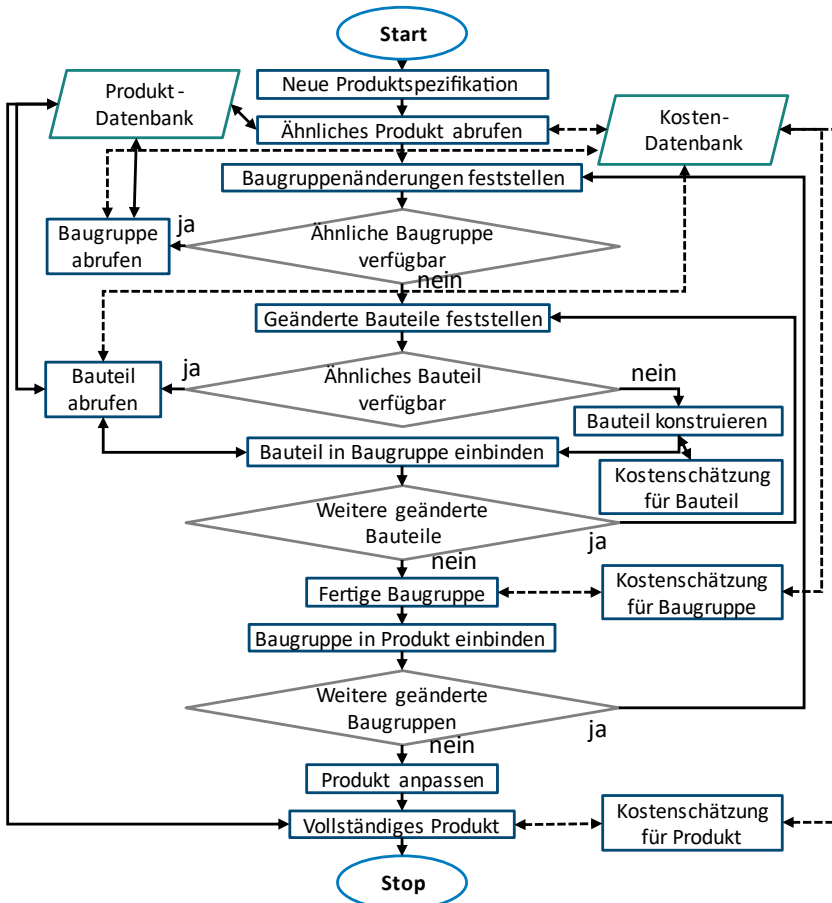 Start
Neue Produktspezifikation
Produkt-
Datenbank
Ähnliches Produkt abrufen
Kosten-
Datenbank
Baugruppenänderungen feststellen
ja
Baugruppe
abrufen
Ähnliche Baugruppe
verfügbar
nein
Geänderte Bauteile feststellen
ja
Bauteil
abrufen
Ähnliches Bauteil
verfügbar
nein
Bauteil konstruieren
Bauteil in Baugruppe einbinden
Kostenschätzung
für Bauteil
Weitere geänderte
Bauteile
ja
nein
Fertige Baugruppe
Kostenschätzung
für Baugruppe
Baugruppe in Produkt einbinden
Weitere geänderte
Baugruppen
ja
nein
Produkt anpassen
Vollständiges Produkt
Kostenschätzung
für Produkt
Stop